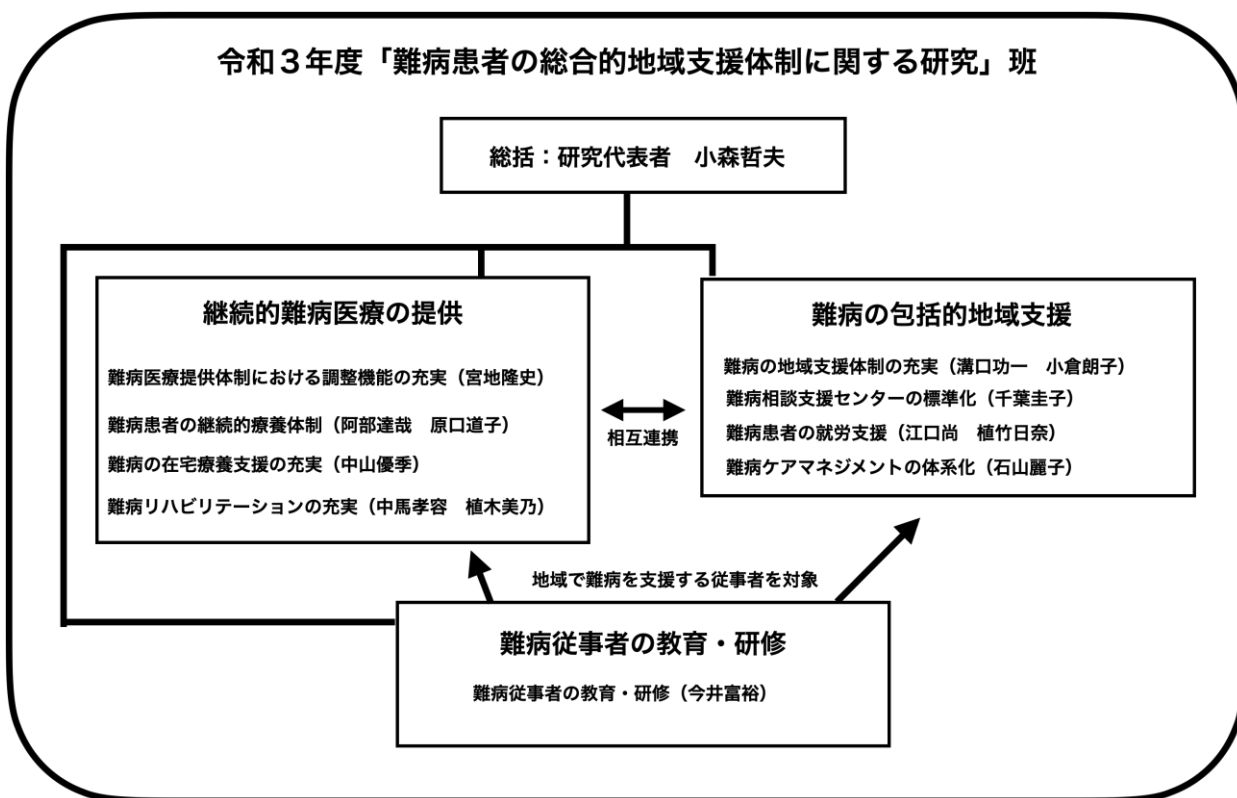 令和３年度「難病患者の総合的地域支援体制に関する研究」班
総括：研究代表者　小森哲夫
継続的難病医療の提供
難病医療提供体制における調整機能の充実（宮地隆史）
難病患者の継続的療養体制（阿部達哉　原口道子）
難病の在宅療養支援の充実（中山優季）
難病リハビリテーションの充実（中馬孝容　植木美乃）
相互連携
難病の包括的地域支援
難病の地域支援体制の充実（溝口功一　小倉朗子）
難病相談支援センターの標準化（千葉圭子）
難病患者の就労支援（江口尚　植竹日奈）
難病ケアマネジメントの体系化（石山麗子）
地域で難病を支援する従事者を対象
難病従事者の教育・研修
難病従事者の教育・研修（今井富裕）